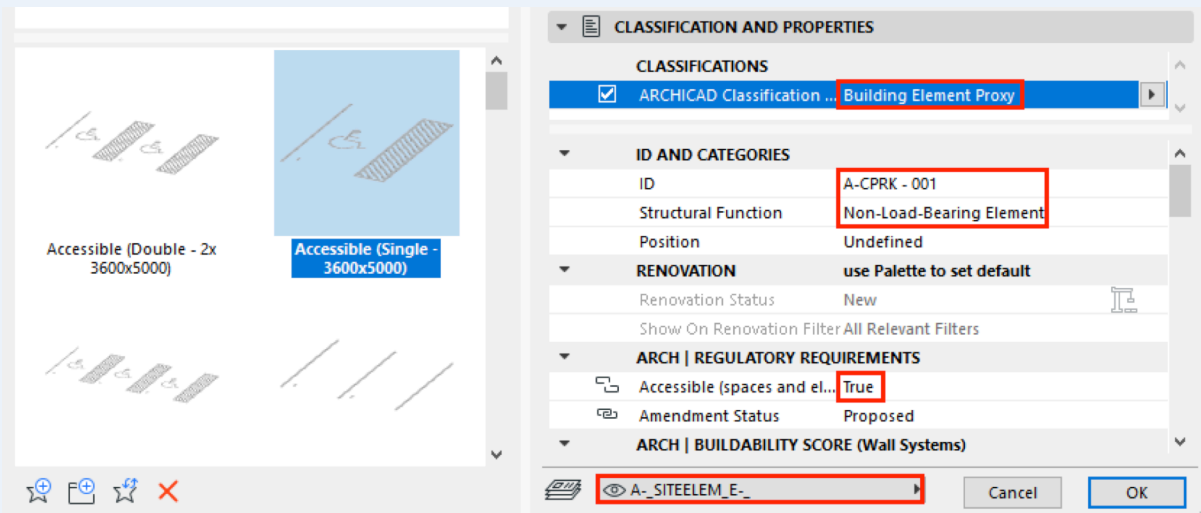 Accessible (Double - 2x
3600x5000)
Accessible (Single -
3600x5000)
CLASSIFICATION AND PROPERTIES
CLASSIFICATIONS
ARCHICAD Classification ... Building Element Proxy
ID AND CATEGORIES
ID A-CPRK - 001
Structural Function Non-Load-Bearing Element
Position Undefined
RENOVATION use Palette to set default
Renovation Status New
Show On Renovation Filter All Relevant Filters
ARCH | REGULATORY REQUIREMENTS
Accessible (spaces and el... True
Amendment Status Proposed
ARCH | BUILDABILITY SCORE (Wall Systems)
A-_SITEELEM_E-_
Cancel OK